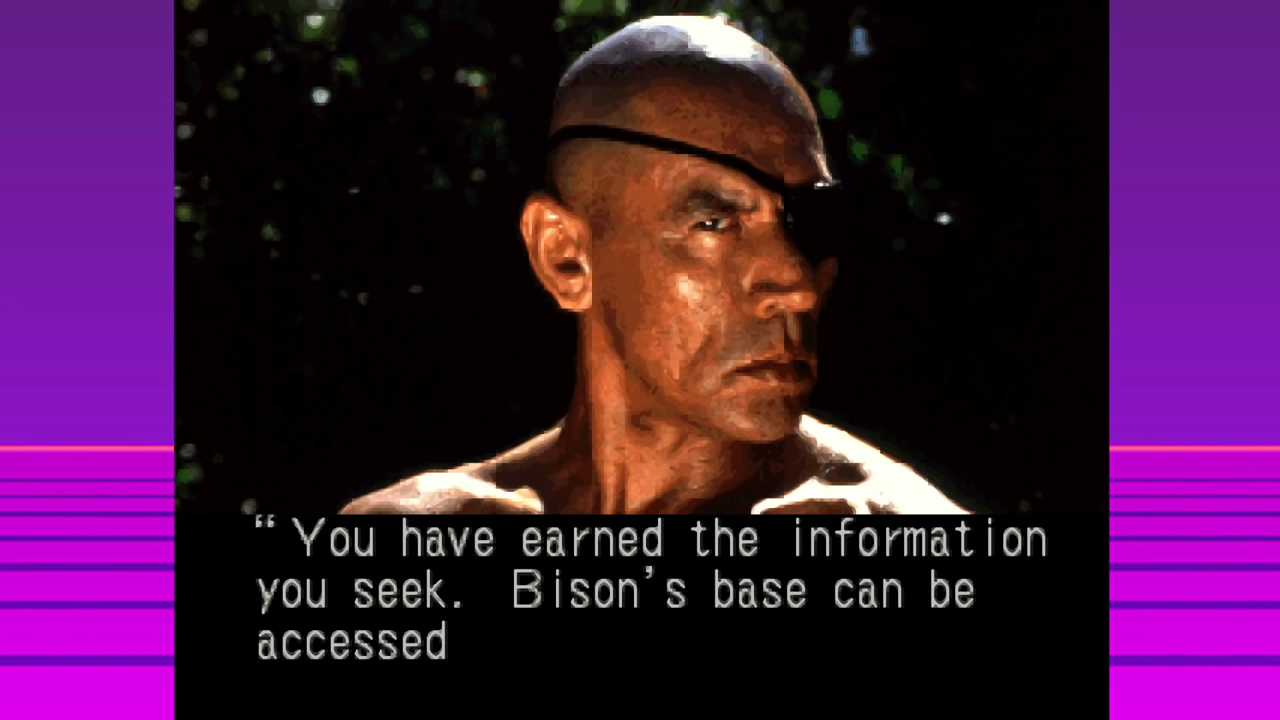 “ You have earned the information
you seek.  Bison’s base can be
accessed